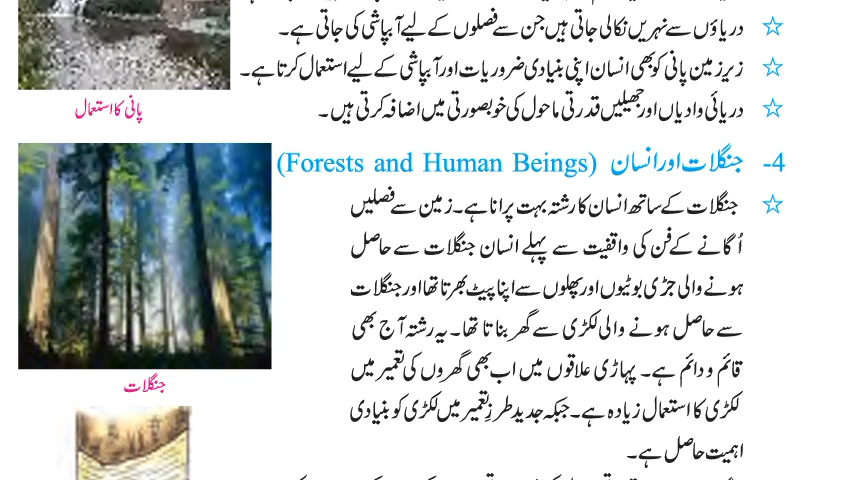 دریاؤں سے نہریں نکالی جاتی ہیں جن سے فصلوں کے لیے آبپاشی کی جاتی ہے۔
زیرِ زمین پانی کو بھی انسان اپنی بنیادی ضروریات اور آبپاشی کے لیے استعمال کرتا ہے۔
دریائی وادیاں اور جھیلیں قدرتی ماحول کی خوبصورتی میں اضافہ کرتی ہیں۔
پانی کا استعمال
4- جنگلات اور انسان (Forests and Human Beings)
جنگلات کے ساتھ انسان کا رشتہ بہت پرانا ہے۔ زمین سے فصلیں
اُگانے کے فن کی واقفیت سے پہلے انسان جنگلات سے حاصل
ہونے والی جڑی بوٹیوں اور پھلوں سے اپنا پیٹ بھرتا تھا اور جنگلات
سے حاصل ہونے والی لکڑی سے گھر بناتا تھا۔ یہ رشتہ آج بھی
قائم و دائم ہے۔ پہاڑی علاقوں میں اب بھی گھروں کی تعمیر میں
لکڑی کا استعمال زیادہ ہے۔ جبکہ جدید طرزِ تعمیر میں لکڑی کو بنیادی
اہمیت حاصل ہے۔
جنگلات